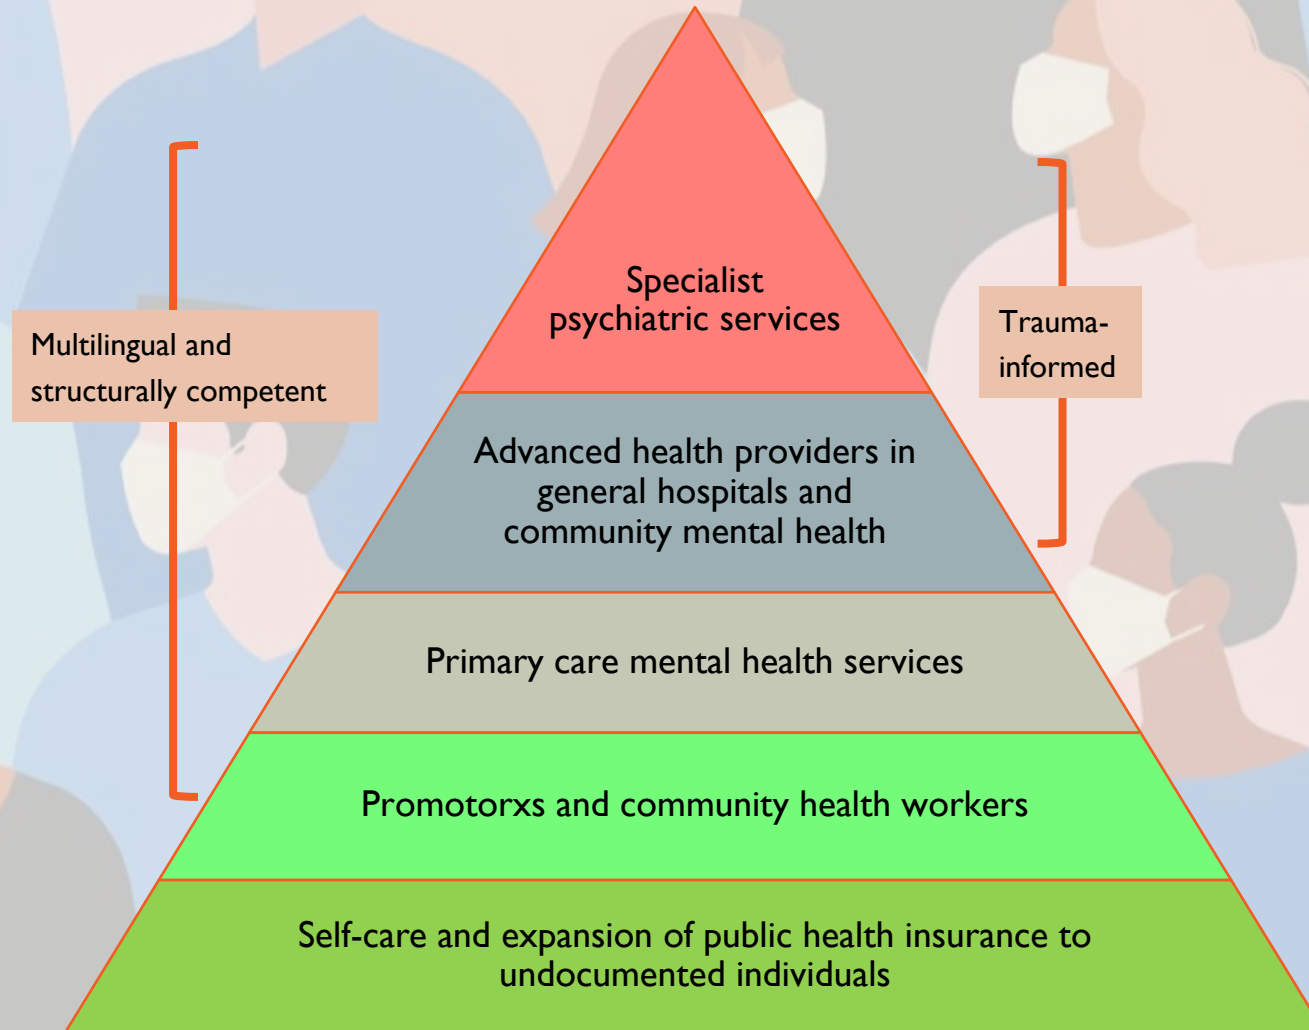 Specialist
psychiatric services
Multilingual and
structurally competent
Trauma-
informed
Advanced health providers in
general hospitals and
community mental health
Primary care mental health services
Promotorxs and community health workers
Self-care and expansion of public health insurance to
undocumented individuals